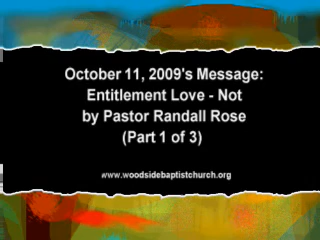 October 11, 2009's Message:
Entitlement Love - Not
by Pastor Randall Rose
(Part 1 of 3)
www.woodsidebaptistchurch.org